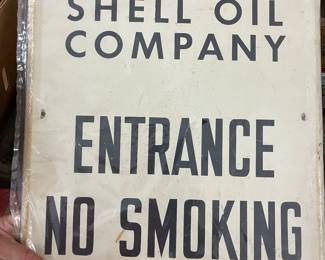 SHELL OIL
COMPANY
ENTRANCE
NO SMOKING